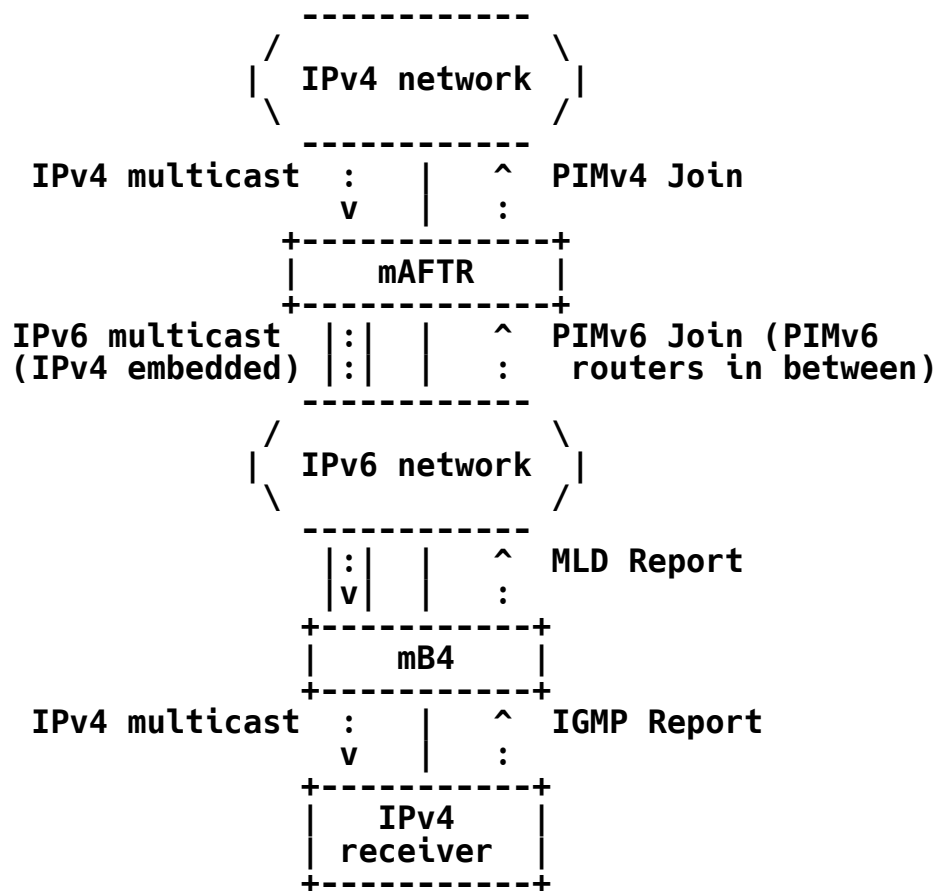 IPv4 network
IPv4 multicast : | ^ PIMv4 Join
v | :
mAFTR
IPv6 multicast |:| | ^ PIMv6 Join (PIMv6
(IPv4 embedded) |:| | : routers in between)
IPv6 network
|:| | ^ MLD Report
|v| | :
mB4
IPv4 multicast : | ^ IGMP Report
v | :
IPv4
receiver